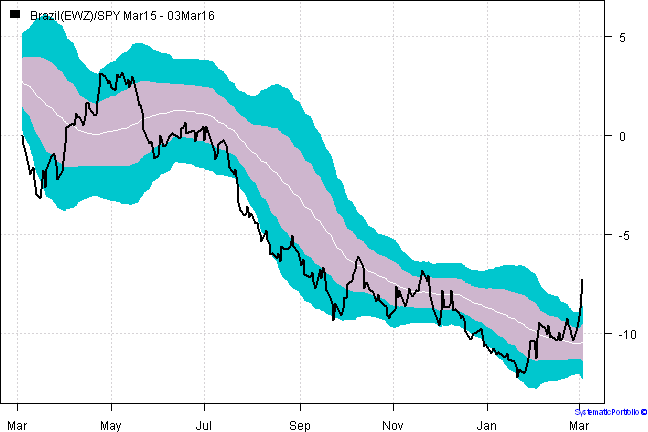 Brazil(EWZ)/SPY Mar15 - 03Mar16
5
0
-5
-10
SystematicPortfolio ©
Mar May Jul Sep Nov Jan Mar